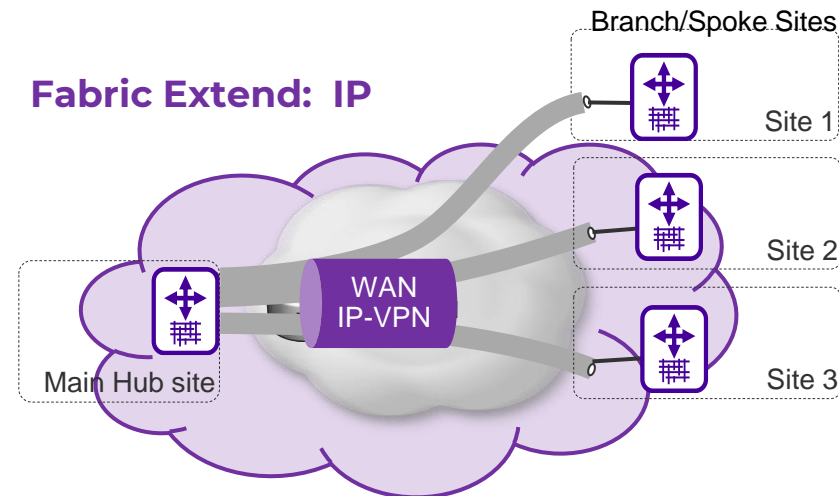 Branch/Spoke Sites
Fabric Extend: IP
Site 1
Site 2
WAN
IP-VPN
Main Hub site
Site 3